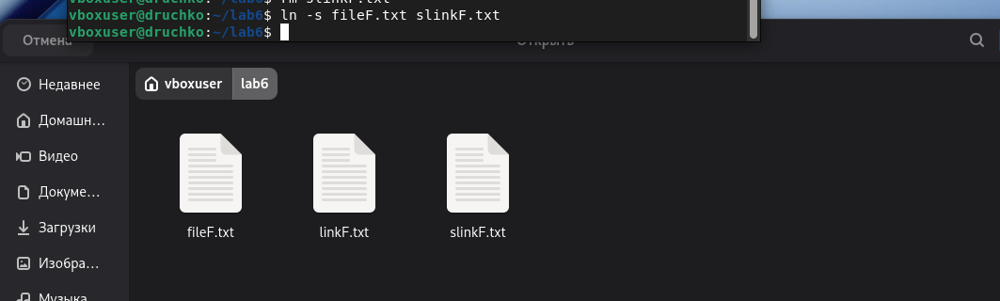 vboxuser@druchko:~/lab6$ rm slinkF.txt
vboxuser@druchko:~/lab6$ ln -s fileF.txt slinkF.txt
vboxuser@druchko:~/lab6$
Отмена
Открыть
Недавнее
vboxuser
lab6
Домашн…
Видео
Докуме…
Загрузки
Изобра…
Музыка
fileF.txt
linkF.txt
slinkF.txt